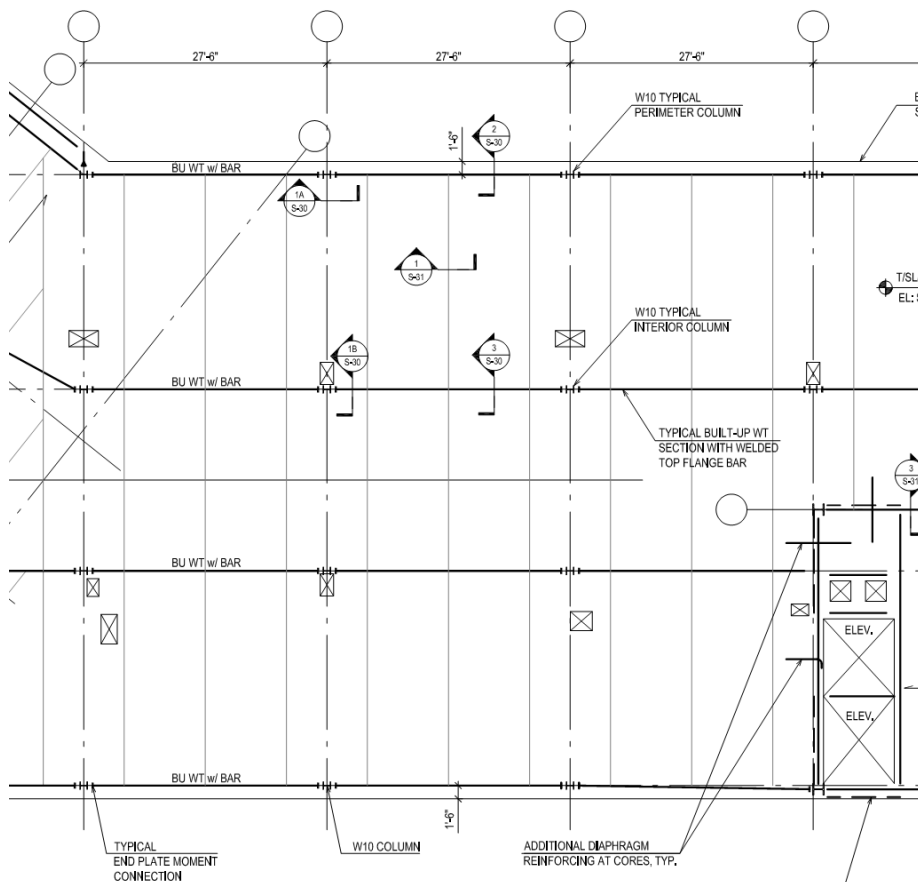 27'-6"
27'-6"
27'-6"
W10 TYPICAL
PERIMETER COLUMN
2
S-30
1'-6"
BU WT w/ BAR
1A
S-30
1
S-31
T/SL
EL:
W10 TYPICAL
INTERIOR COLUMN
1B
S-30
3
S-30
BU WT w/ BAR
TYPICAL BUILT-UP WT
SECTION WITH WELDED
TOP FLANGE BAR
3
S-31
BU WT w/ BAR
ELEV.
ELEV.
BU WT w/ BAR
1'-6"
TYPICAL
END PLATE MOMENT
CONNECTION
W10 COLUMN
ADDITIONAL DIAPHRAGM
REINFORCING AT CORES, TYP.